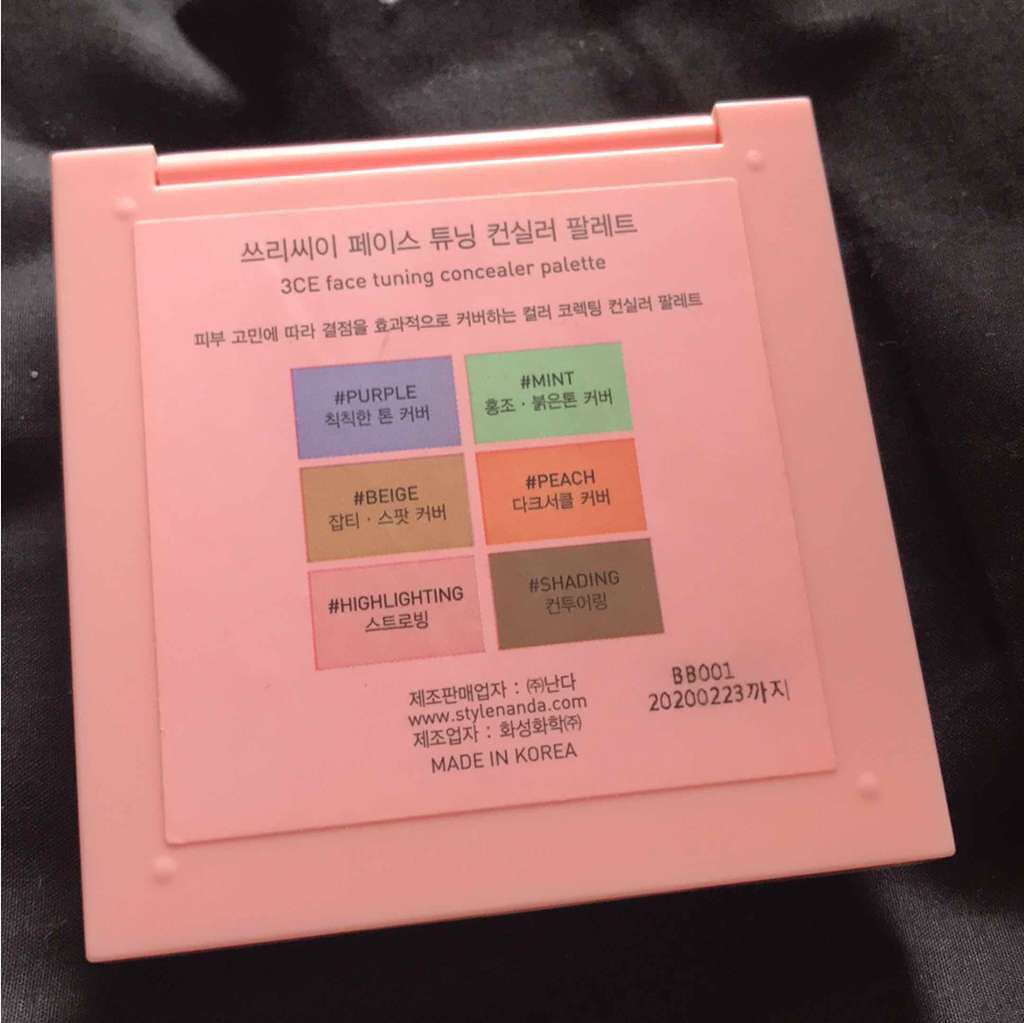 쓰리씨이 페이스 튜닝 컨실러 팔레트
3CE face tuning concealer palette
피부 고민에 따라 결점을 효과적으로 커버하는 컬러 코렉팅 컨실러 팔레트
#PURPLE
칙칙한 톤 커버
#MINT
홍조 · 붉은톤 커버
#BEIGE
잡티 · 스팟 커버
#PEACH
다크서클 커버
#HIGHLIGHTING
스트로빙
#SHADING
컨투어링
제조판매업자 : ㈜난다
www.stylenanda.com
제조업자 : 화성화학㈜
MADE IN KOREA
BB001
20200223까지